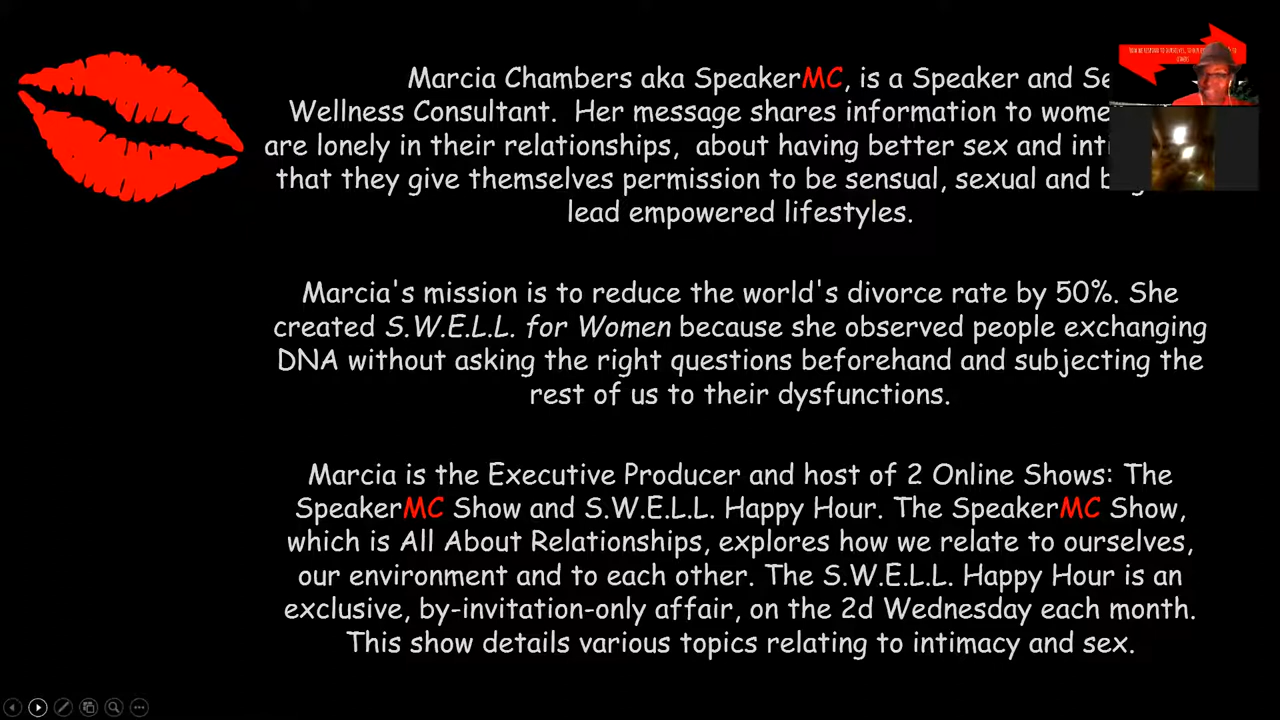 Marcia Chambers aka SpeakerMC, is a Speaker and
Wellness Consultant. Her message shares information to
are lonely in their relationships, about having better sex and
that they give themselves permission to be sensual, sexual and
lead empowered lifestyles.
Marcia's mission is to reduce the world's divorce rate by 50%. She
created S.W.E.L.L. for Women because she observed people exchanging
DNA without asking the right questions beforehand and subjecting the
rest of us to their dysfunctions.
Marcia is the Executive Producer and host of 2 Online Shows: The
SpeakerMC Show and S.W.E.L.L. Happy Hour. The SpeakerMC Show,
which is All About Relationships, explores how we relate to ourselves,
our environment and to each other. The S.W.E.L.L. Happy Hour is an
exclusive, by-invitation-only affair, on the 2d Wednesday each month.
This show details various topics relating to intimacy and sex.